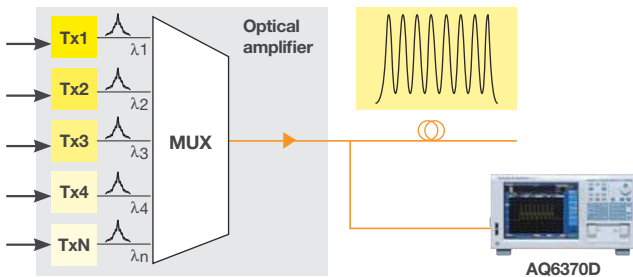 Tx1
λ1
Tx2
λ2
Tx3
λ3
Tx4
λ4
TxN
λn
MUX
Optical
amplifier
AQ6370D